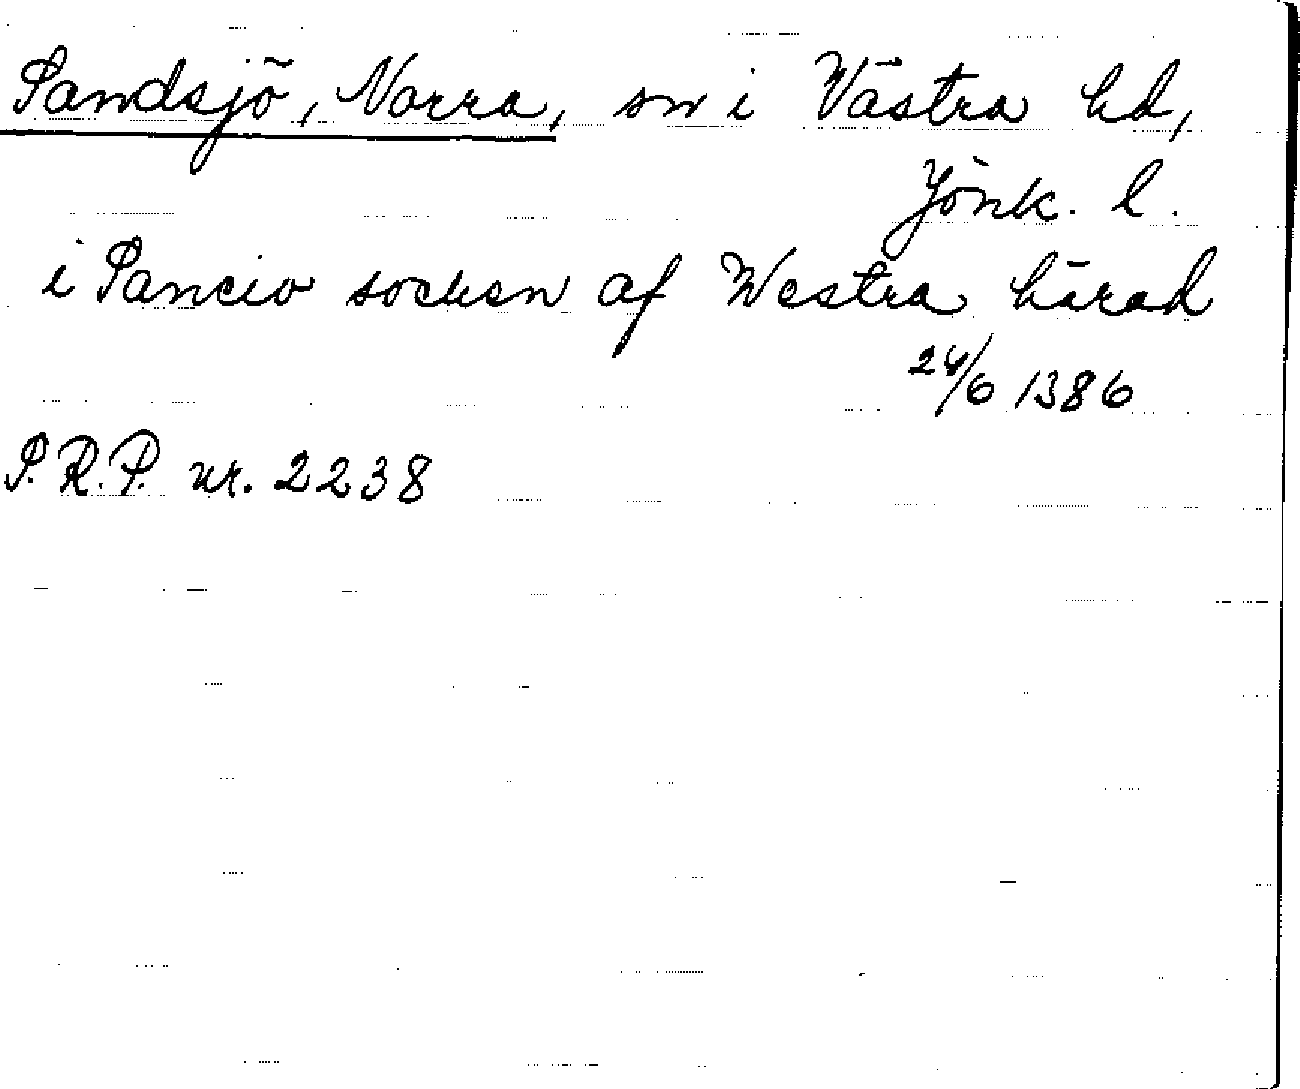 Sandsjö, Norra, sn i Västra hd,
Jönk. l.
i Sancio socken af Westra härad
24/6 1386
S.R.P. nr. 2238